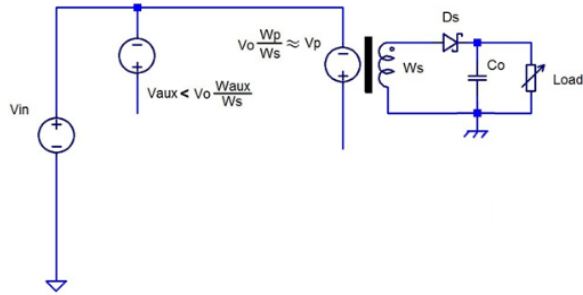 Ds
Vo Wp/Ws ≈ Vp
Ws
Co
Load
Vaux < Vo Waux/Ws
Vin